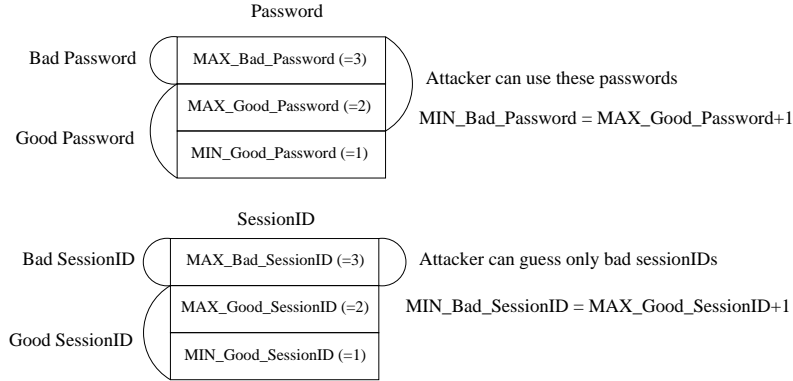 Password
Bad Password
MAX_Bad_Password (=3)
Attacker can use these passwords
MAX_Good_Password (=2)
MIN_Bad_Password = MAX_Good_Password+1
Good Password
MIN_Good_Password (=1)
SessionID
Bad SessionID
MAX_Bad_SessionID (=3)
Attacker can guess only bad sessionIDs
MAX_Good_SessionID (=2)
MIN_Bad_SessionID = MAX_Good_SessionID+1
Good SessionID
MIN_Good_SessionID (=1)